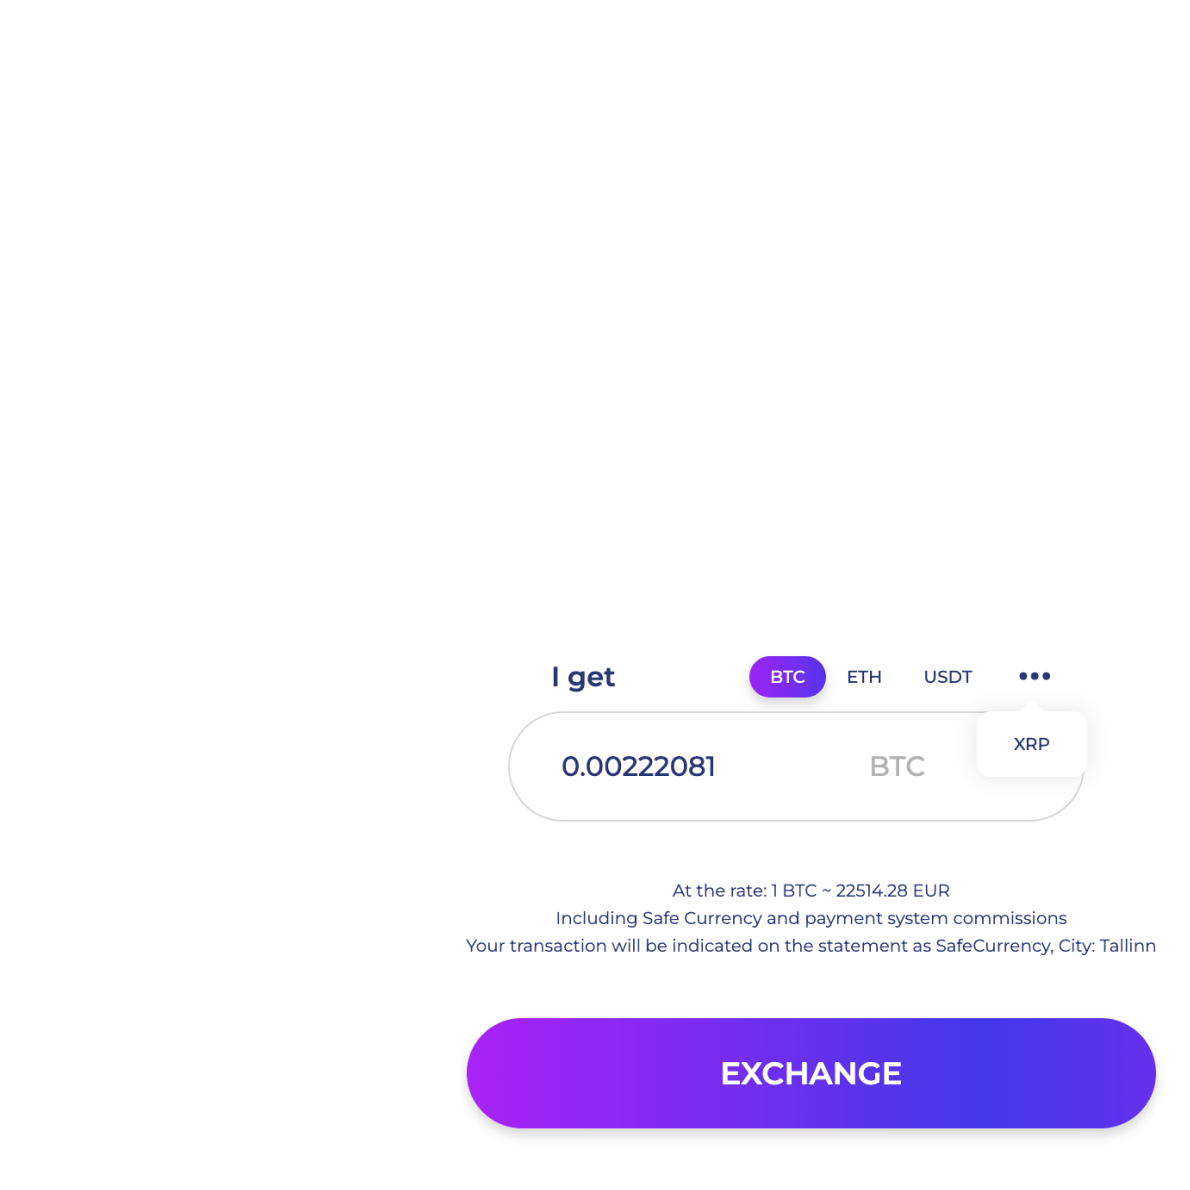 I get BTC ETH USDT •••
XRP
0.00222081 BTC
At the rate: 1 BTC ~ 22514.28 EUR
Including Safe Currency and payment system commissions
Your transaction will be indicated on the statement as SafeCurrency, City: Tallinn
EXCHANGE